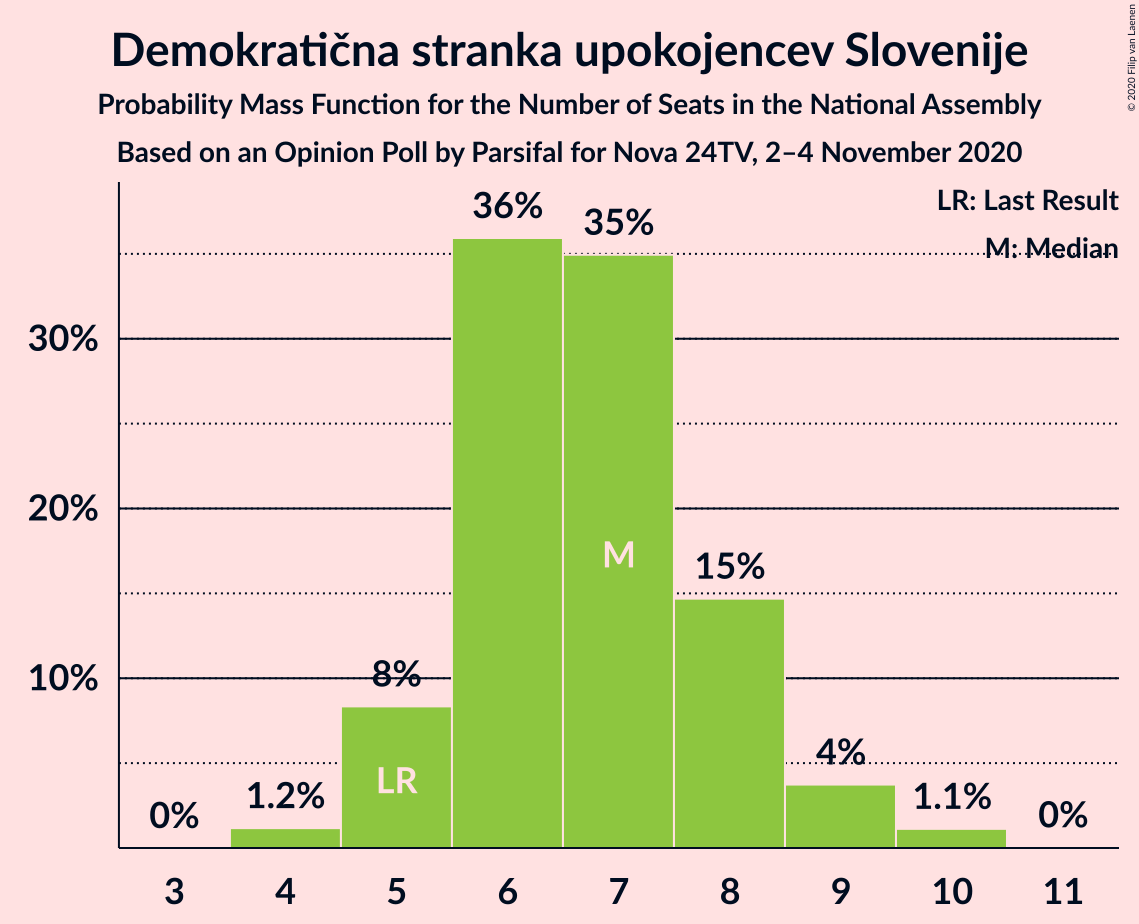 Demokratična stranka upokojencev Slovenije
Probability Mass Function for the Number of Seats in the National Assembly
Based on an Opinion Poll by Parsifal for Nova 24TV, 2–4 November 2020
© 2020 Filip van Laenen
LR: Last Result
M: Median
36%
35%
30%
20%
15%
10%
8%
4%
1.2%
1.1%
0%
0%
M
LR
3 4 5 6 7 8 9 10 11